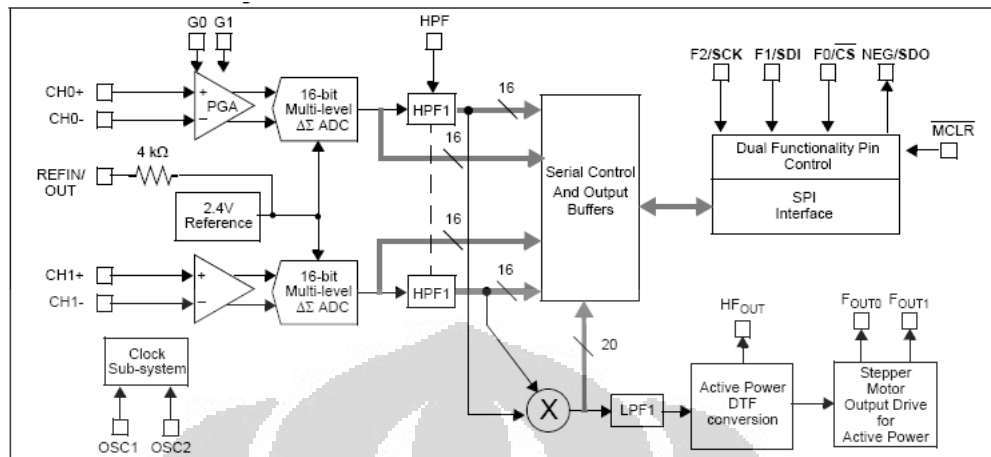 G0 G1
HPF
F2/SCK F1/SDI F0/CS NEG/SDO
CH0+
CH0-
+
PGA
–
16-bit
Multi-level
ΔΣ ADC
HPF1
16
16
MCLR
Dual Functionality Pin
Control
SPI
Interface
REFIN/
OUT
4 kΩ
2.4V
Reference
Serial Control
And Output
Buffers
CH1+
CH1-
+
–
16-bit
Multi-level
ΔΣ ADC
HPF1
16
16
20
Clock
Sub-system
OSC1 OSC2
X
LPF1
HFOUT
Active Power
DTF
conversion
FOUT0 FOUT1
Stepper
Motor
Output Drive
for
Active Power